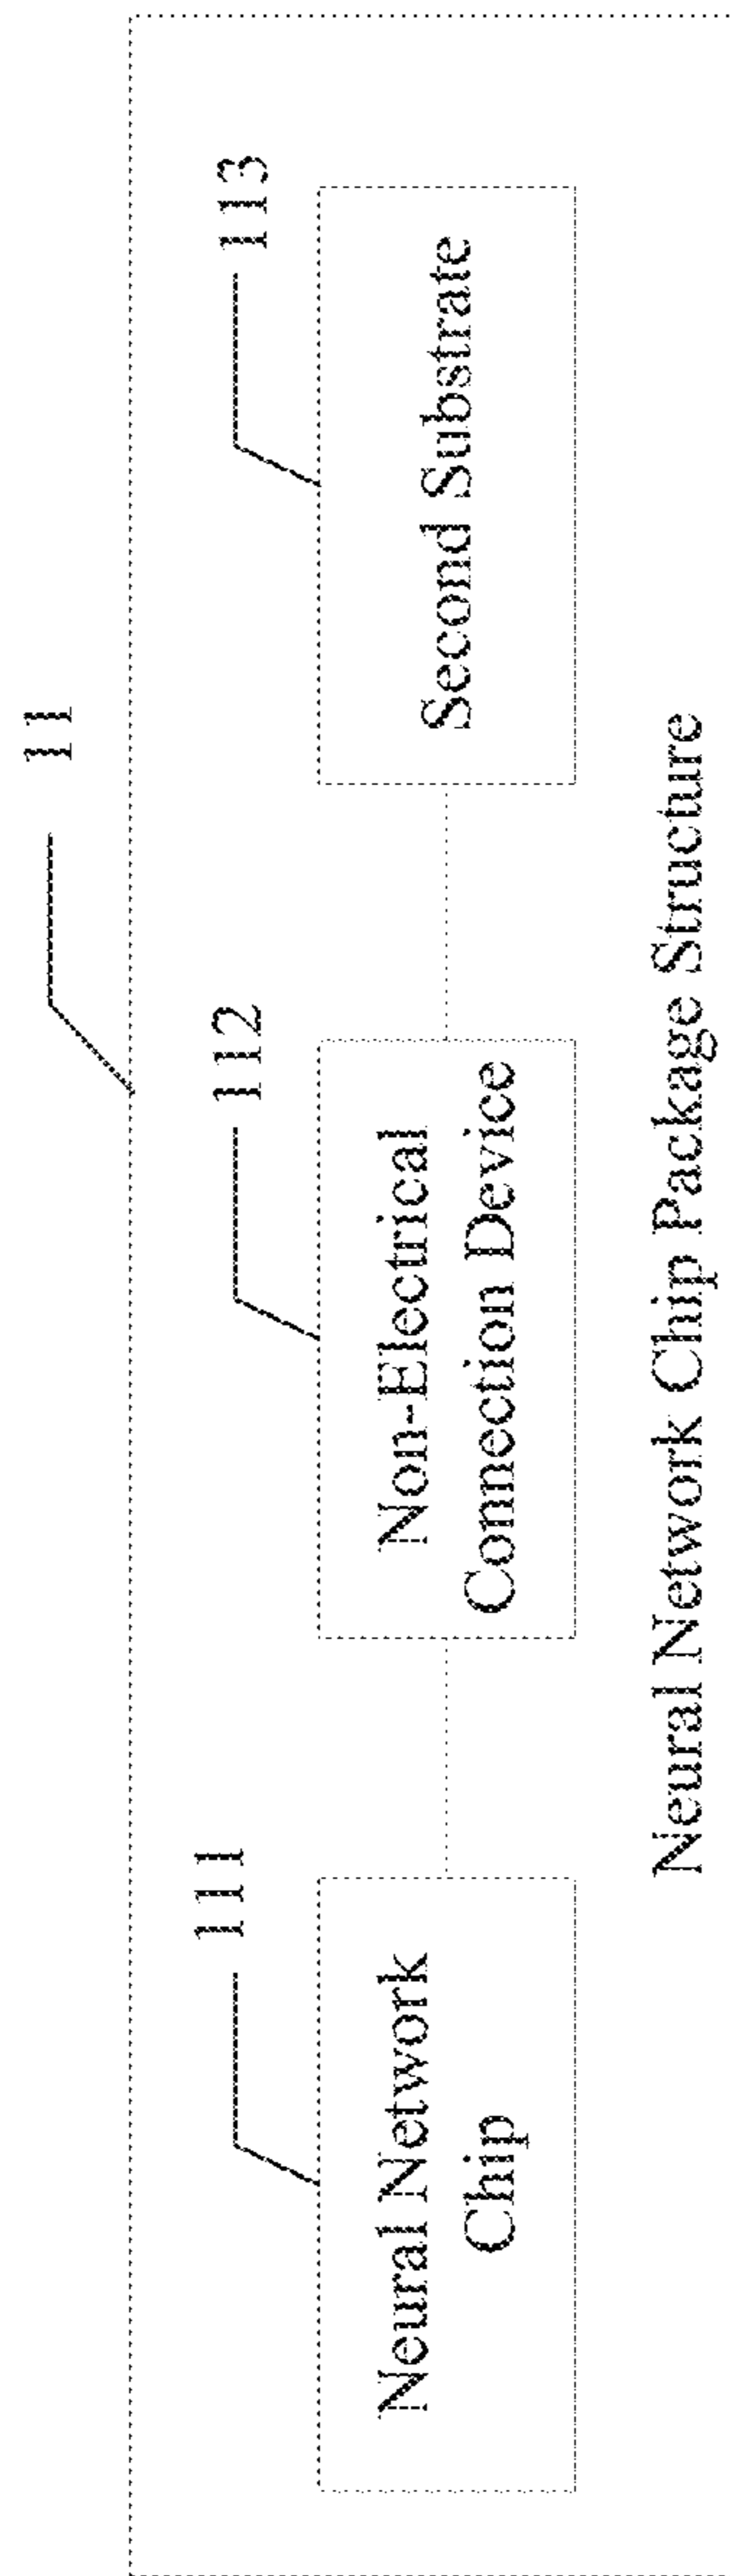 11
111
112
113
Neural Network
Chip
Non-Electrical
Connection Device
Second Substrate
Neural Network Chip Package Structure